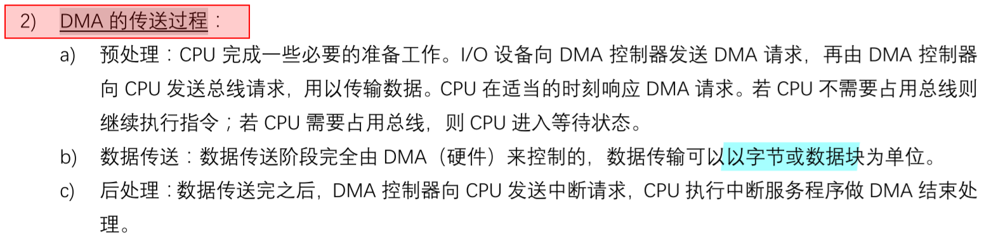 2) DMA 的传送过程：
a) 预处理：CPU 完成一些必要的准备工作。I/O 设备向 DMA 控制器发送 DMA 请求，再由 DMA 控制器
向 CPU 发送总线请求，用以传输数据。CPU 在适当的时刻响应 DMA 请求。若 CPU 不需要占用总线则
继续执行指令；若 CPU 需要占用总线，则 CPU 进入等待状态。
b) 数据传送：数据传送阶段完全由 DMA（硬件）来控制的，数据传输可以以字节或数据块为单位。
c) 后处理：数据传送完之后，DMA 控制器向 CPU 发送中断请求，CPU 执行中断服务程序做 DMA 结束处
理。